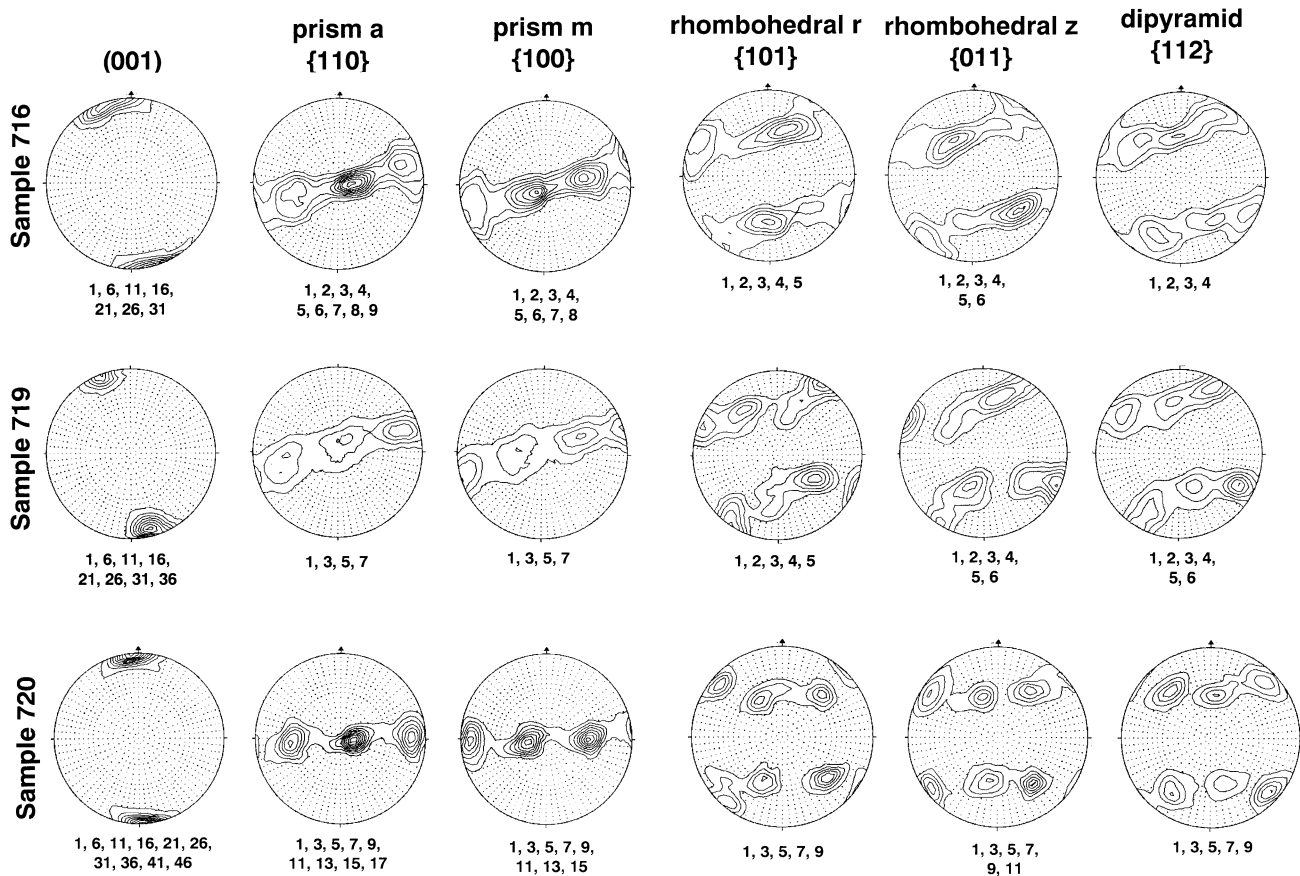 (001)
prism a
{110}
prism m
{100}
rhombohedral r
{101}
rhombohedral z
{011}
dipyramid
{112}
Sample 716
1, 6, 11, 16,
21, 26, 31
1, 2, 3, 4,
5, 6, 7, 8, 9
1, 2, 3, 4,
5, 6, 7, 8
1, 2, 3, 4, 5
1, 2, 3, 4,
5, 6
1, 2, 3, 4
Sample 719
1, 6, 11, 16,
21, 26, 31, 36
1, 3, 5, 7
1, 3, 5, 7
1, 2, 3, 4, 5
1, 2, 3, 4,
5, 6
1, 2, 3, 4,
5, 6
Sample 720
1, 6, 11, 16, 21, 26,
31, 36, 41, 46
1, 3, 5, 7, 9,
11, 13, 15, 17
1, 3, 5, 7, 9,
11, 13, 15
1, 3, 5, 7, 9
1, 3, 5, 7,
9, 11
1, 3, 5, 7, 9